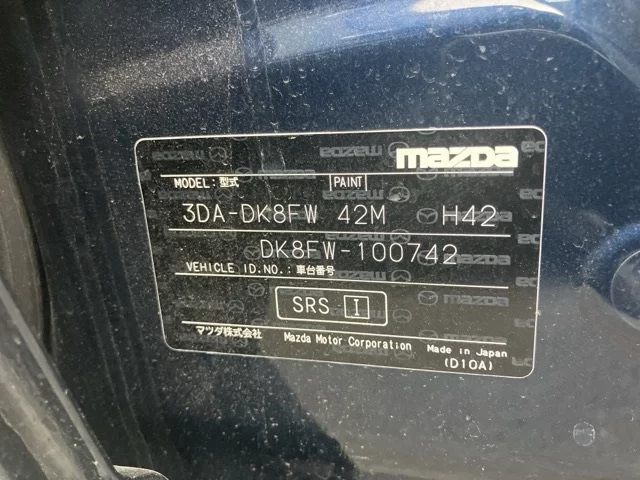 mazda
MODEL:型式 PAINT
3DA-DK8FW 42M H42
DK8FW-100742
VEHICLE ID.NO.:車台番号
SRS I
マツダ株式会社 Mazda Motor Corporation Made in Japan
(D10A)